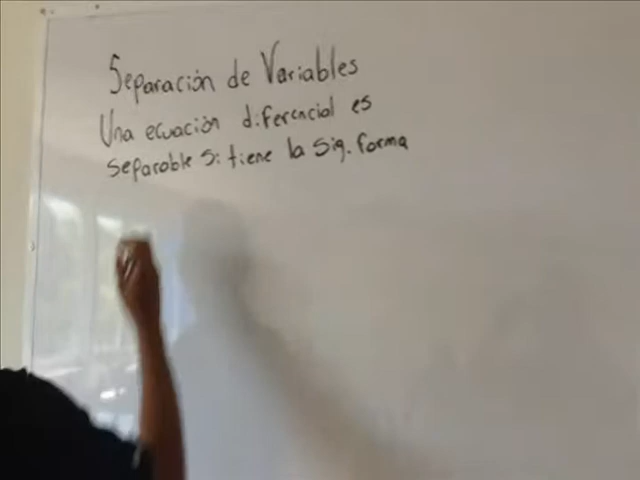 Separación de Variables
Una ecuación diferencial es
separable si tiene la sig. forma